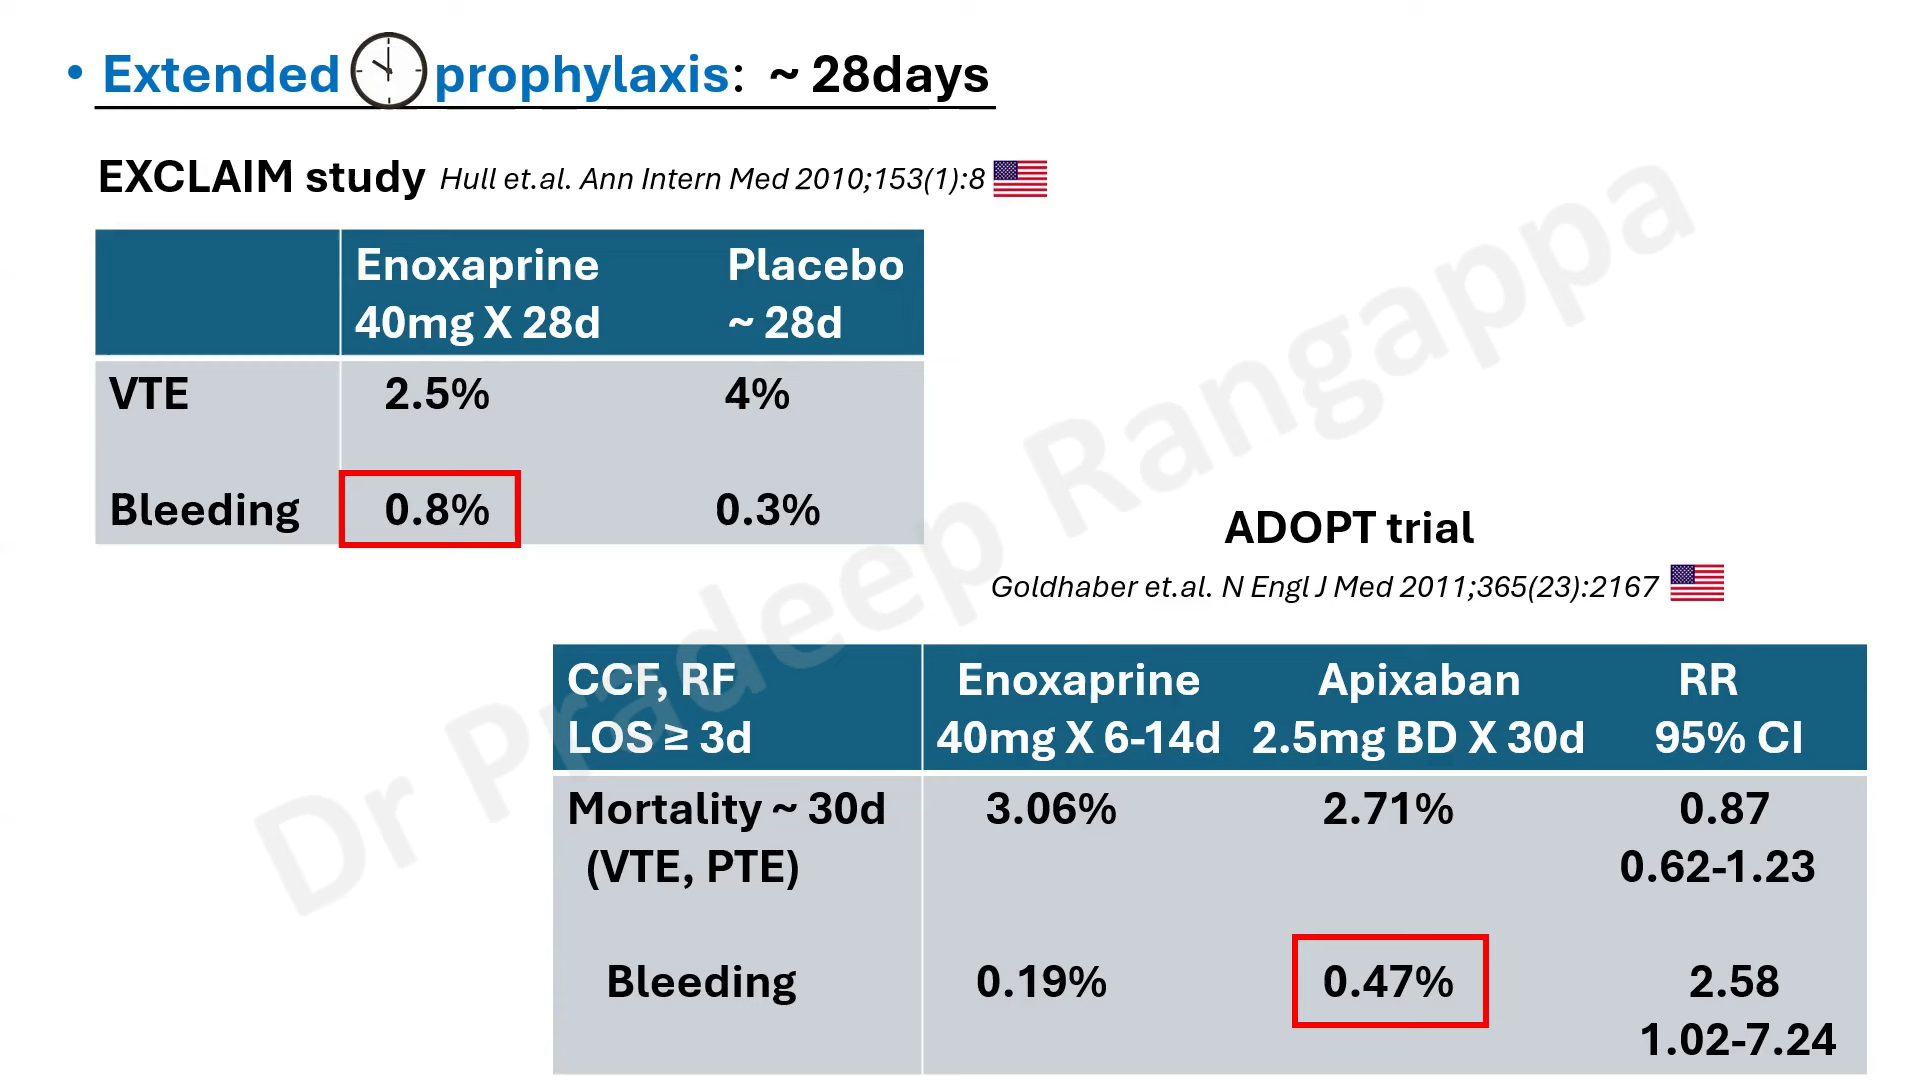 • Extended prophylaxis: ~ 28days
EXCLAIM study Hull et.al. Ann Intern Med 2010;153(1):8
Enoxaprine Placebo
40mg X 28d ~ 28d
VTE 2.5% 4%
Bleeding 0.8% 0.3%
ADOPT trial
Goldhaber et.al. N Engl J Med 2011;365(23):2167
CCF, RF Enoxaprine Apixaban RR
LOS ≥ 3d 40mg X 6-14d 2.5mg BD X 30d 95% CI
Mortality ~ 30d 3.06% 2.71% 0.87
(VTE, PTE) 0.62-1.23
Bleeding 0.19% 0.47% 2.58
1.02-7.24
Dr Pradeep Rangappa